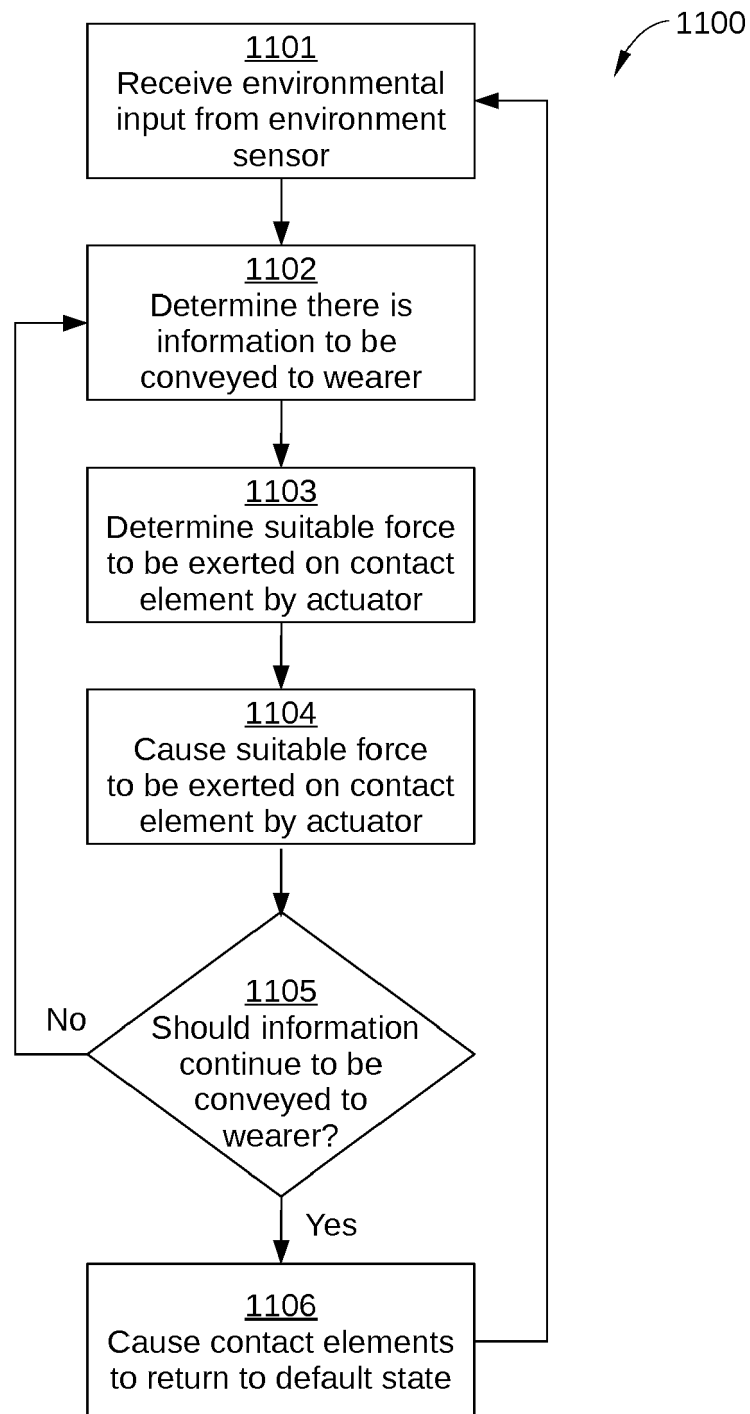 1100
1101
Receive environmental
input from environment
sensor
1102
Determine there is
information to be
conveyed to wearer
1103
Determine suitable force
to be exerted on contact
element by actuator
1104
Cause suitable force
to be exerted on contact
element by actuator
1105
Should information
continue to be
conveyed to
wearer?
No
Yes
1106
Cause contact elements
to return to default state